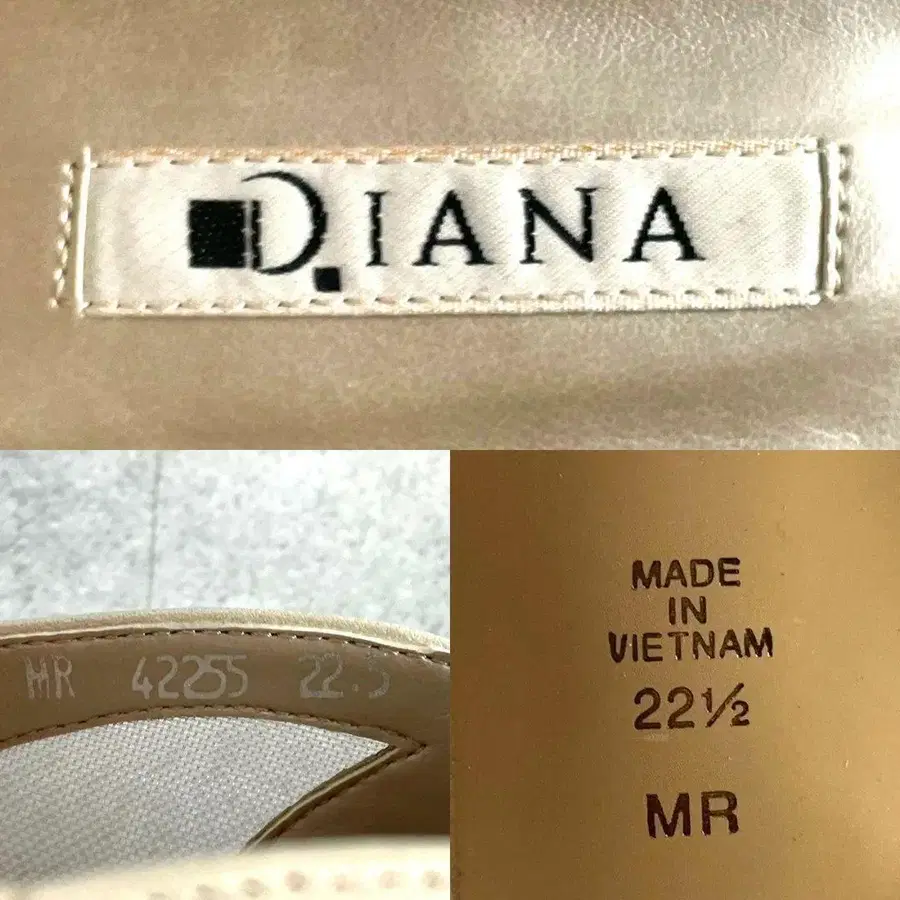 DIANA
MR 42255 22.5
MADE
IN
VIETNAM
22½
MR